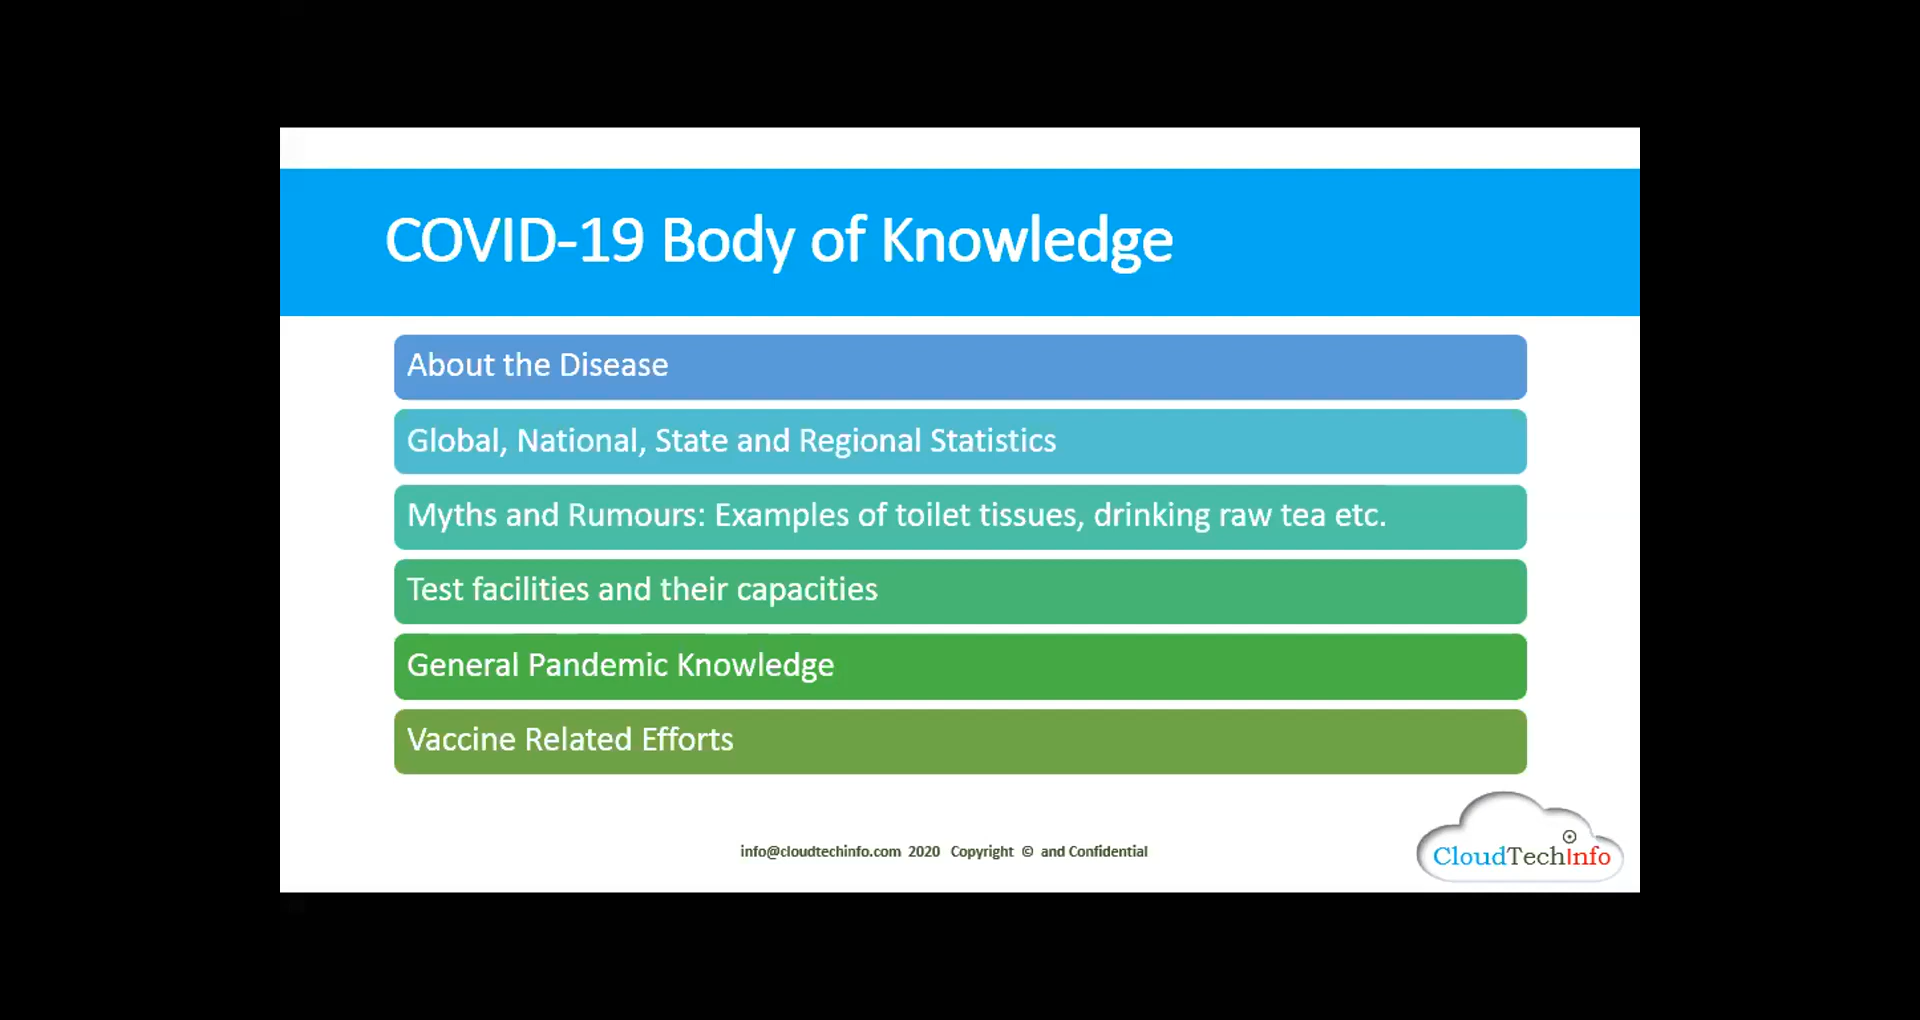 COVID-19 Body of Knowledge
About the Disease
Global, National, State and Regional Statistics
Myths and Rumours: Examples of toilet tissues, drinking raw tea etc.
Test facilities and their capacities
General Pandemic Knowledge
Vaccine Related Efforts
info@cloudtechinfo.com 2020 Copyright © and Confidential
CloudTechInfo